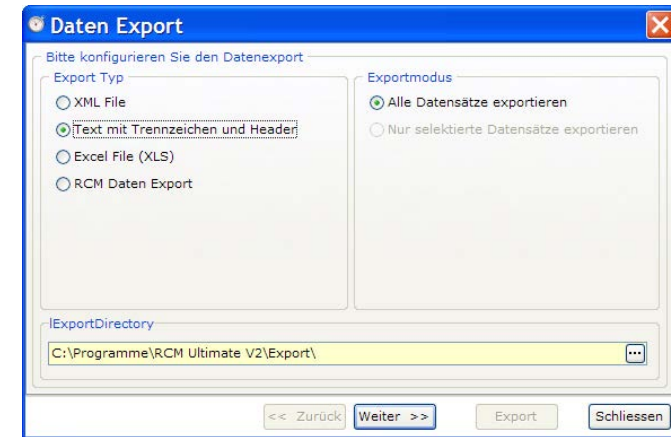 Daten Export
Bitte konfigurieren Sie den Datenexport
Export Typ
XML File
Text mit Trennzeichen und Header
Excel File (XLS)
RCM Daten Export
Exportmodus
Alle Datensätze exportieren
Nur selektierte Datensätze exportieren
lExportDirectory
C:\Programme\RCM Ultimate V2\Export\
...
<< Zurück
Weiter >>
Export
Schliessen